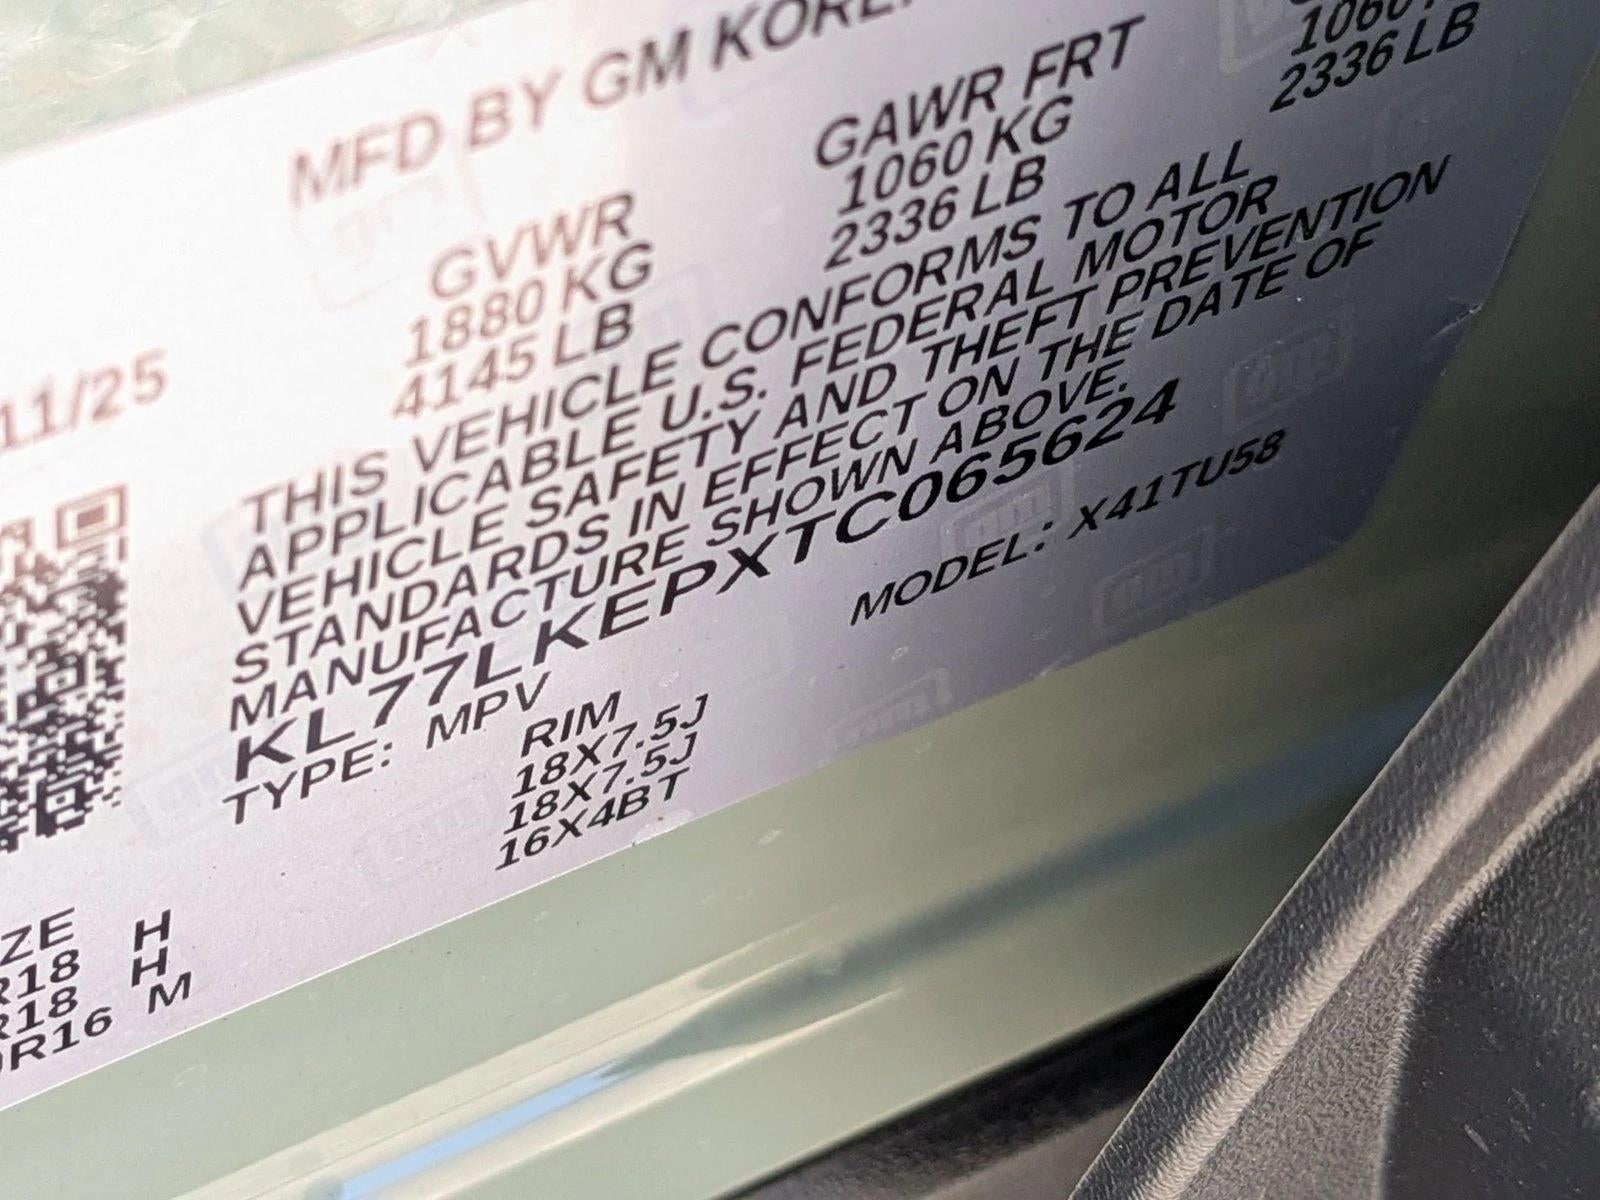 MFD BY GM KOREA
GVWR GAWR FRT
1880 KG 1060 KG 1060
4145 LB 2336 LB 2336 LB
11/25
THIS VEHICLE CONFORMS TO ALL
APPLICABLE U.S. FEDERAL MOTOR
VEHICLE SAFETY AND THEFT PREVENTION
STANDARDS IN EFFECT ON THE DATE OF
MANUFACTURE SHOWN ABOVE.
KL77LKEPXTC065624
TYPE: MPV MODEL: X41TU58
RIM
18X7.5J
18X7.5J
16X4BT
ZE H
R18 H
R18
R16 M